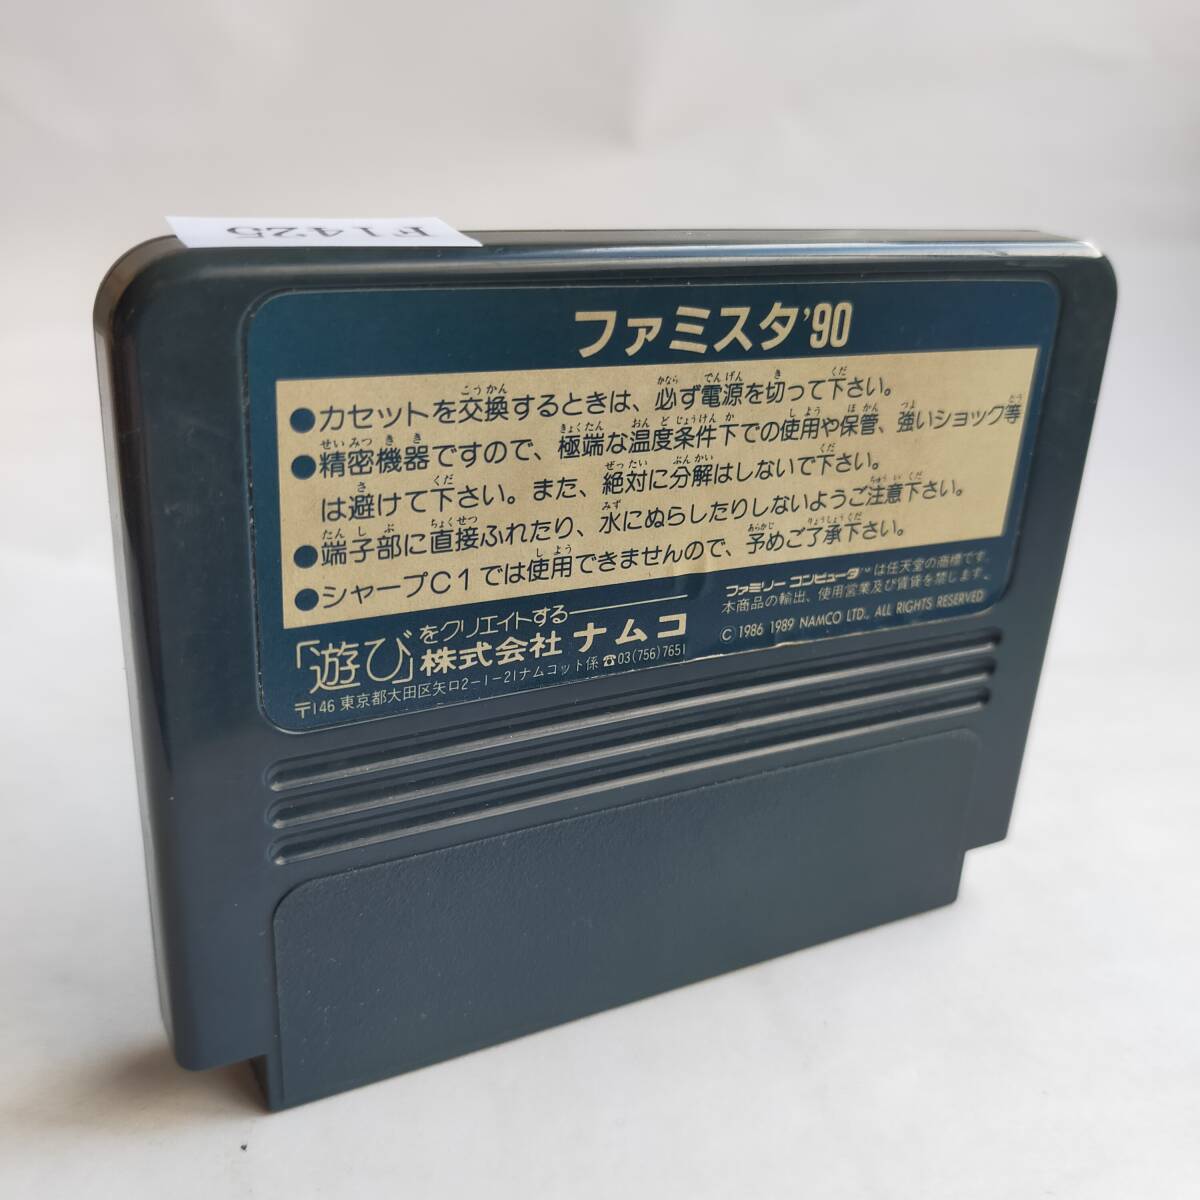 F1425
ファミスタ'90
●カセットを交換するときは、必ず電源を切って下さい。
●精密機器ですので、極端な温度条件下での使用や保管、強いショック等
は避けて下さい。また、絶対に分解はしないで下さい。
●端子部に直接ふれたり、水にぬらしたりしないようご注意下さい。
●シャープC1では使用できませんので、予めご了承下さい。
「遊び」をクリエイトする
株式会社 ナムコ
〒146 東京都大田区矢口2-1-21ナムコット係 ☎03(756)7651
ファミリー コンピュータ™は任天堂の商標です。
本商品の輸出、使用営業及び賃貸を禁じます。
© 1986 1989 NAMCO LTD., ALL RIGHTS RESERVED